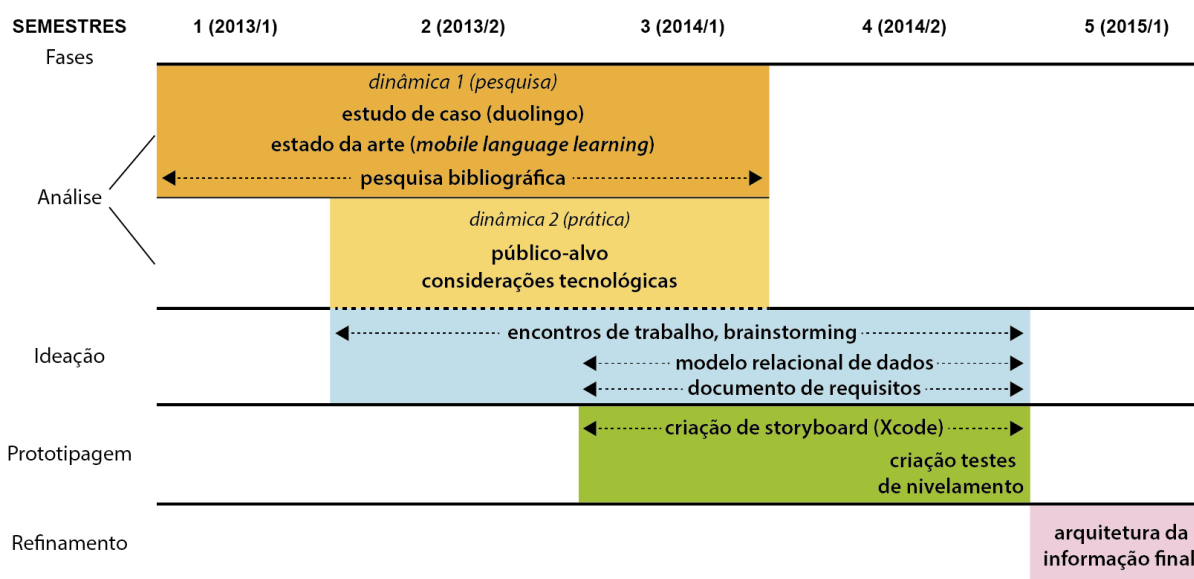 SEMESTRES 1 (2013/1) 2 (2013/2) 3 (2014/1) 4 (2014/2) 5 (2015/1)
Fases
dinâmica 1 (pesquisa)
estudo de caso (duolingo)
estado da arte (mobile language learning)
pesquisa bibliográfica
Análise
dinâmica 2 (prática)
público-alvo
considerações tecnológicas
encontros de trabalho, brainstorming
Ideação
modelo relacional de dados
documento de requisitos
criação de storyboard (Xcode)
Prototipagem
criação testes
de nivelamento
Refinamento
arquitetura da
informação final